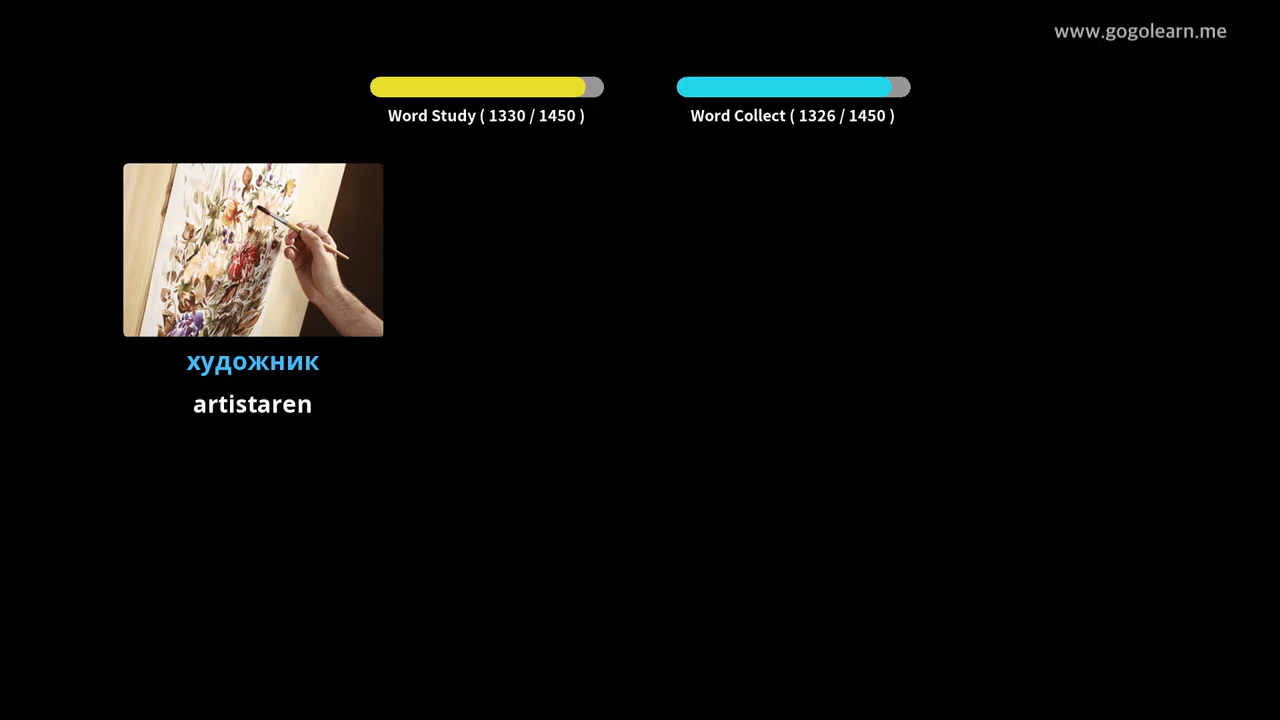 www.gogolearn.me
Word Study ( 1330 / 1450 )
Word Collect ( 1326 / 1450 )
художник
artistaren